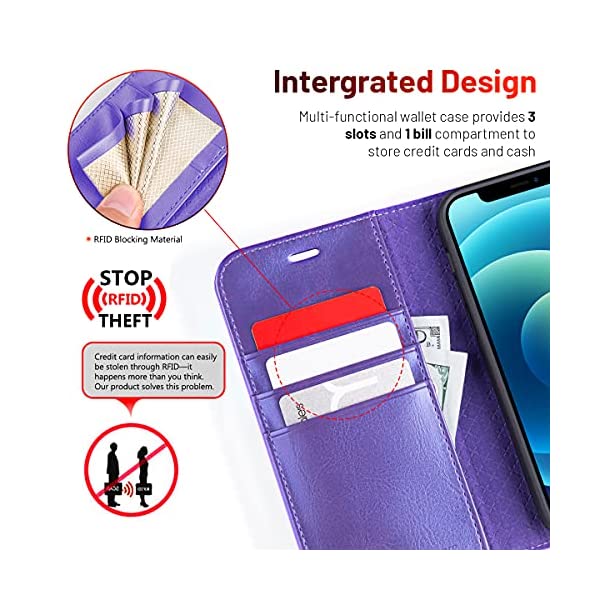 Intergrated Design
Multi-functional wallet case provides 3
slots and 1 bill compartment to
store credit cards and cash
* RFID Blocking Material
STOP
(RFID)
THEFT
Credit card information can easily
be stolen through RFID—it
happens more than you think.
Our product solves this problem.